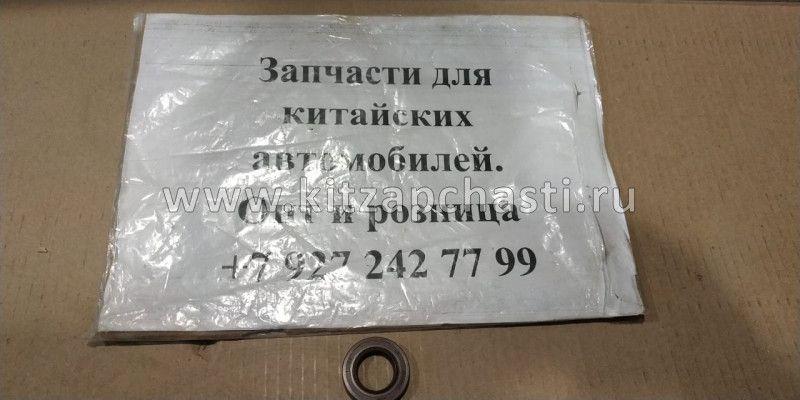 Запчасти для
китайских
автомобилей.
www.kitzapchasti.ru
Опт и розница
+7 927 242 77 99